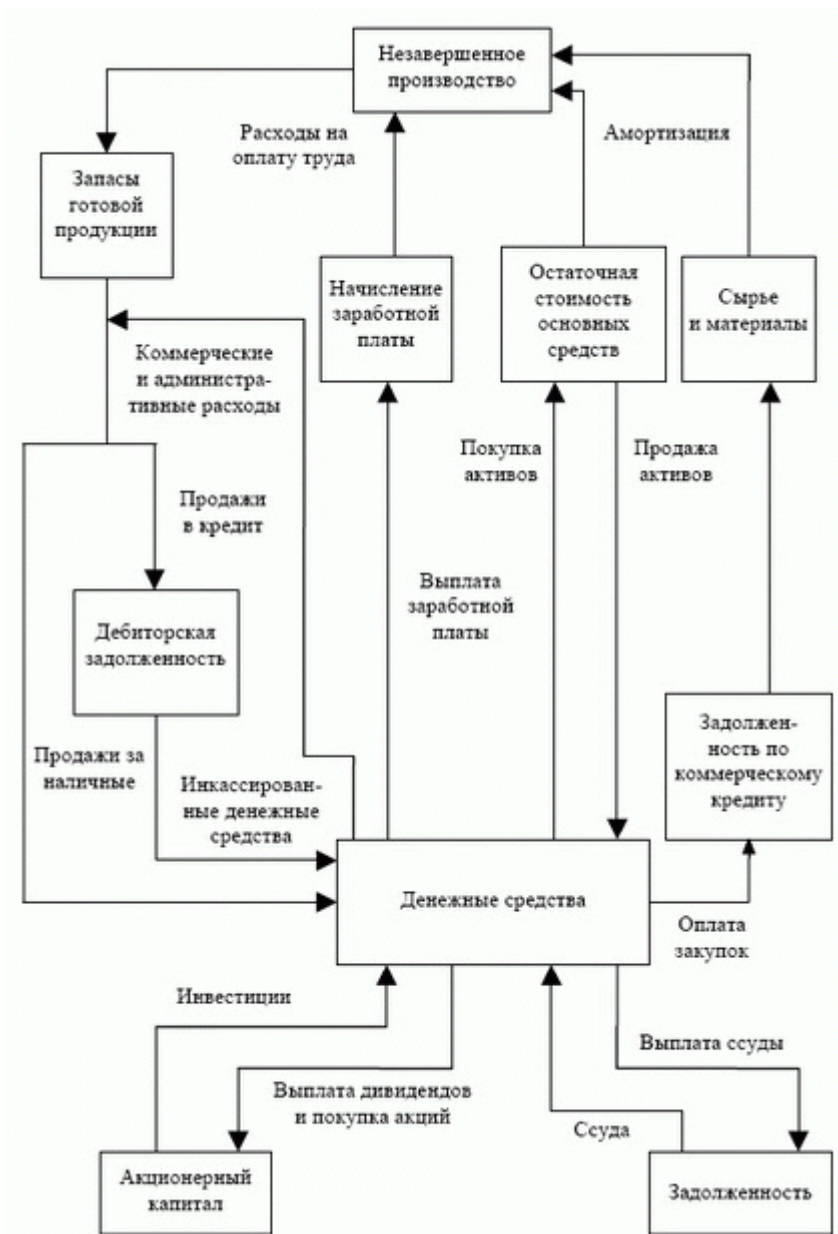 Незавершенное
производство
Расходы на
оплату труда
Амортизация
Запасы
готовой
продукции
Начисление
заработной
платы
Остаточная
стоимость
основных
средств
Сырье
и материалы
Коммерческие
и администра-
тивные расходы
Покупка
активов
Продажа
активов
Продажи
в кредит
Выплата
заработной
платы
Дебиторская
задолженность
Задолжен-
ность по
коммерческому
кредиту
Продажи за
наличные
Инкассирован-
ные денежные
средства
Денежные средства
Оплата
закупок
Инвестиции
Выплата ссуды
Выплата дивидендов
и покупка акций
Ссуда
Акционерный
капитал
Задолженность